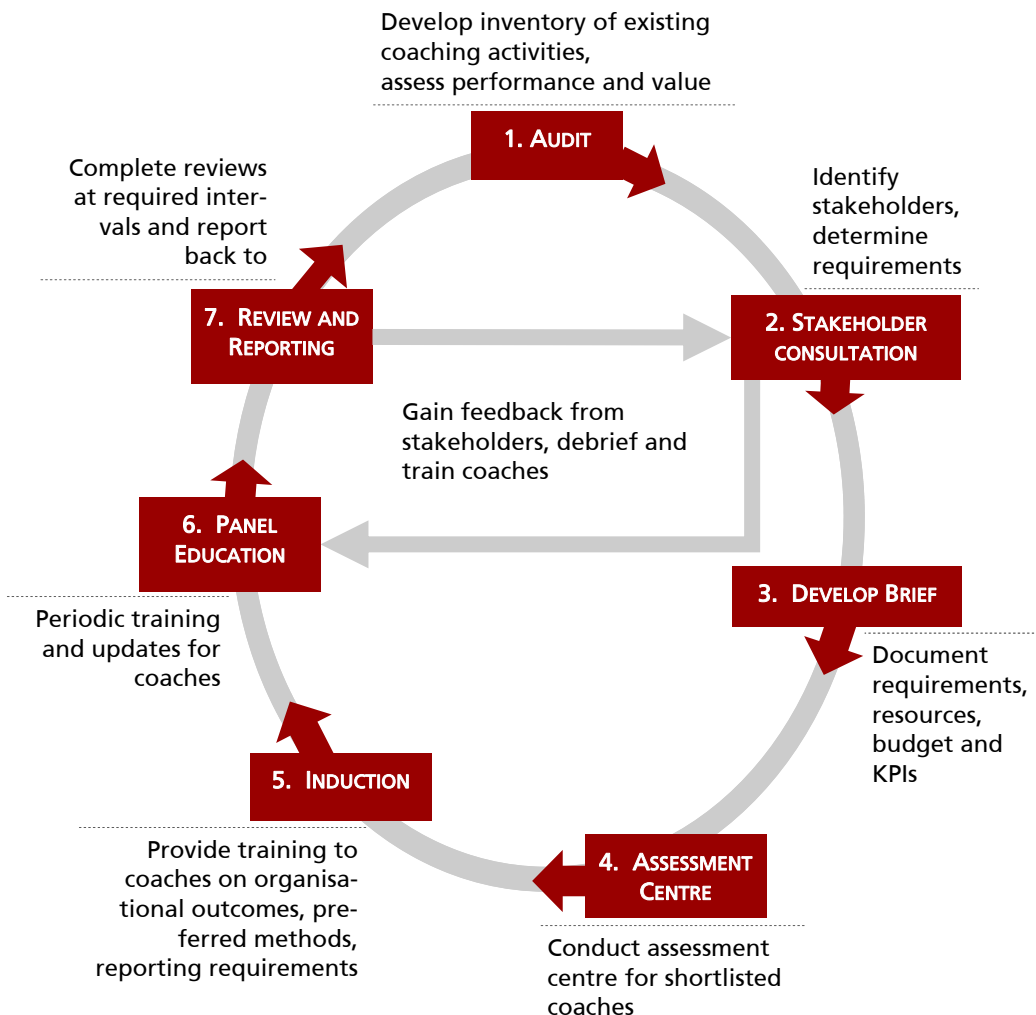 Develop inventory of existing
coaching activities,
assess performance and value
1. AUDIT
Identify
stakeholders,
determine
requirements
2. STAKEHOLDER
CONSULTATION
3. DEVELOP BRIEF
Document
requirements,
resources,
budget and
KPIs
4. ASSESSMENT
CENTRE
Conduct assessment
centre for shortlisted
coaches
5. INDUCTION
Provide training to
coaches on organisa-
tional outcomes, pre-
ferred methods,
reporting requirements
6. PANEL
EDUCATION
Periodic training
and updates for
coaches
7. REVIEW AND
REPORTING
Complete reviews
at required inter-
vals and report
back to
Gain feedback from
stakeholders, debrief and
train coaches